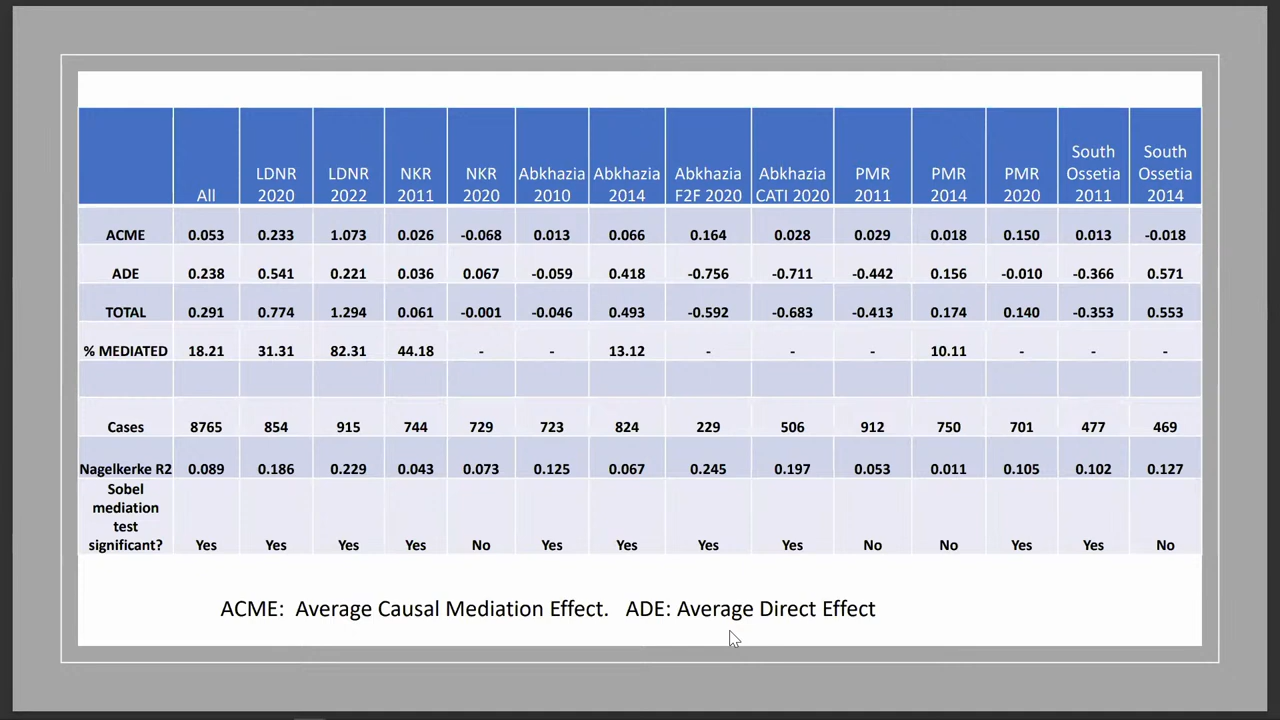 All LDNR 2020 LDNR 2022 NKR 2011 NKR 2020 Abkhazia 2010 Abkhazia 2014 Abkhazia F2F 2020 Abkhazia CATI 2020 PMR 2011 PMR 2014 PMR 2020 South Ossetia 2011 South Ossetia 2014
ACME 0.053 0.233 1.073 0.026 -0.068 0.013 0.066 0.164 0.028 0.029 0.018 0.150 0.013 -0.018
ADE 0.238 0.541 0.221 0.036 0.067 -0.059 0.418 -0.756 -0.711 -0.442 0.156 -0.010 -0.366 0.571
TOTAL 0.291 0.774 1.294 0.061 -0.001 -0.046 0.493 -0.592 -0.683 -0.413 0.174 0.140 -0.353 0.553
% MEDIATED 18.21 31.31 82.31 44.18 - - 13.12 - - - 10.11 - - -
Cases 8765 854 915 744 729 723 824 229 506 912 750 701 477 469
Nagelkerke R2 0.089 0.186 0.229 0.043 0.073 0.125 0.067 0.245 0.197 0.053 0.011 0.105 0.102 0.127
Sobel mediation test significant? Yes Yes Yes Yes No Yes Yes Yes Yes No No Yes Yes No
ACME: Average Causal Mediation Effect. ADE: Average Direct Effect